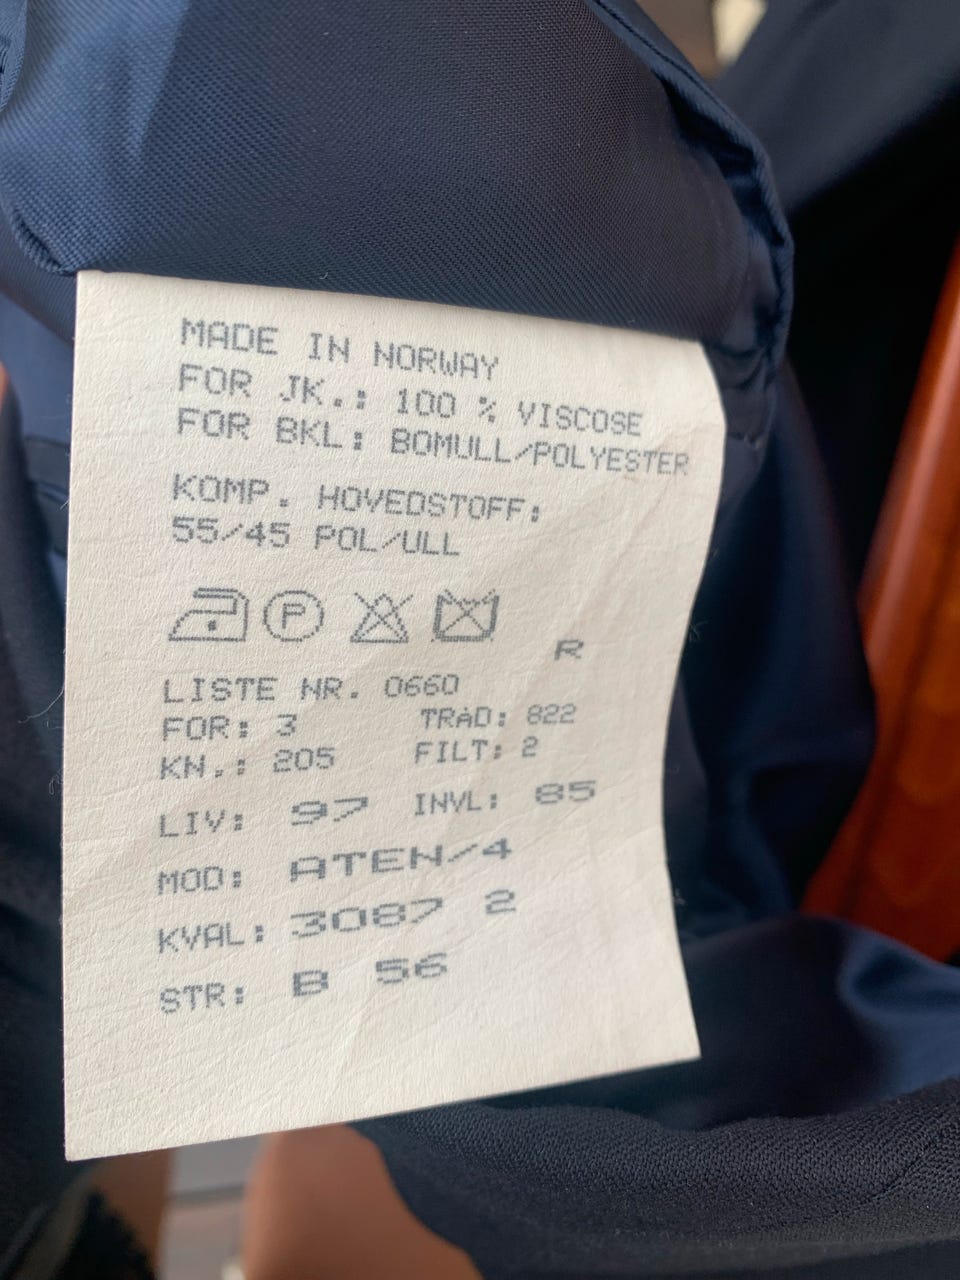 MADE IN NORWAY
FOR JK.: 100 % VISCOSE
FOR BKL: BOMULL/POLYESTER
KOMP. HOVEDSTOFF:
55/45 POL/ULL
P
R
LISTE NR. 0660
FOR: 3 TRÅD: 822
KN.: 205 FILT: 2
LIV: 97 INVL: 85
MOD: ATEN/4
KVAL: 3087 2
STR: B 56